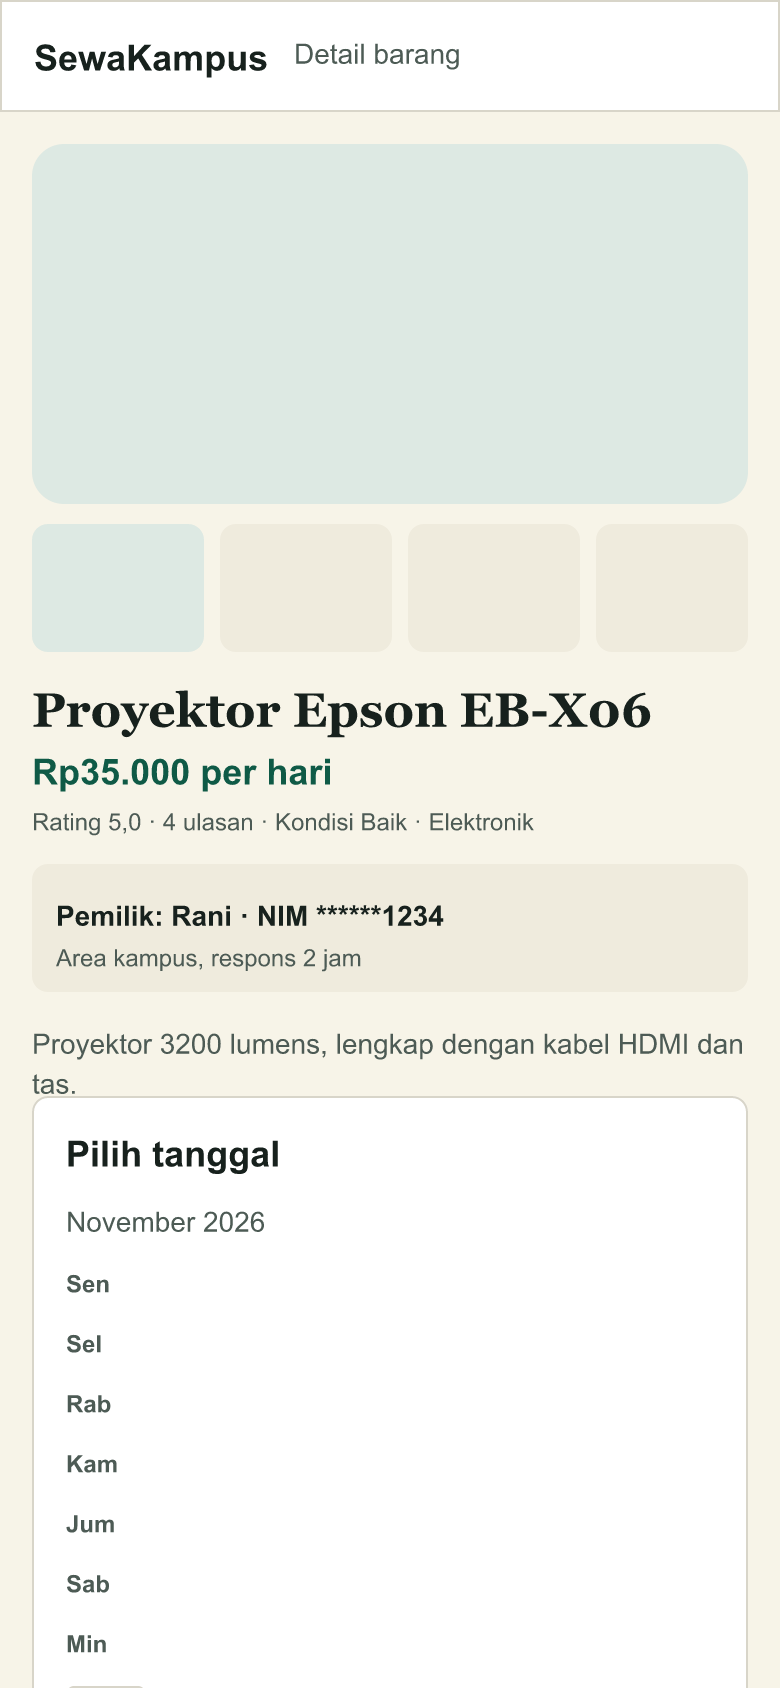 SewaKampus Detail barang
Proyektor Epson EB-X06
Rp35.000 per hari
Rating 5,0 · 4 ulasan · Kondisi Baik · Elektronik
Pemilik: Rani · NIM ******1234
Area kampus, respons 2 jam
Proyektor 3200 lumens, lengkap dengan kabel HDMI dan
tas.
Pilih tanggal
November 2026
Sen
Sel
Rab
Kam
Jum
Sab
Min